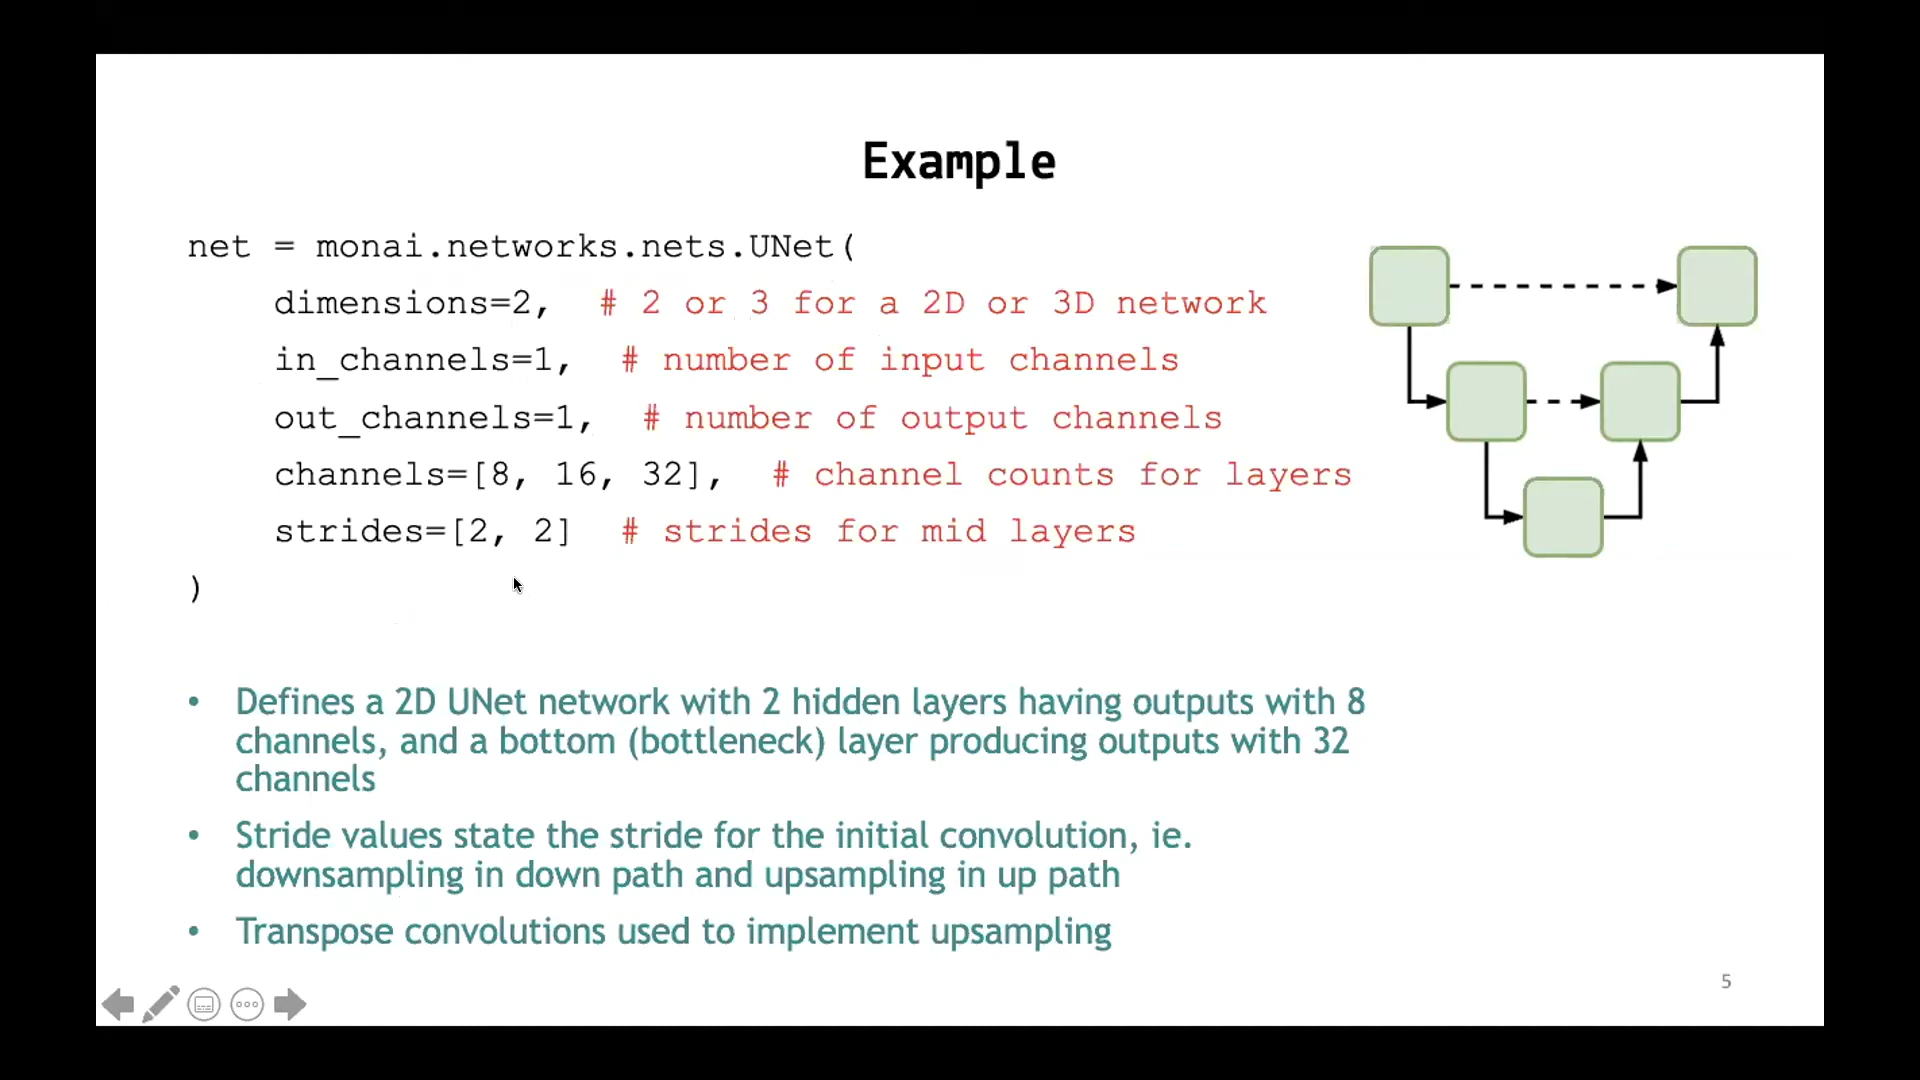 Example
net = monai.networks.nets.UNet(
dimensions=2, # 2 or 3 for a 2D or 3D network
in_channels=1, # number of input channels
out_channels=1, # number of output channels
channels=[8, 16, 32], # channel counts for layers
strides=[2, 2] # strides for mid layers
)
• Defines a 2D UNet network with 2 hidden layers having outputs with 8
channels, and a bottom (bottleneck) layer producing outputs with 32
channels
• Stride values state the stride for the initial convolution, ie.
downsampling in down path and upsampling in up path
• Transpose convolutions used to implement upsampling
5